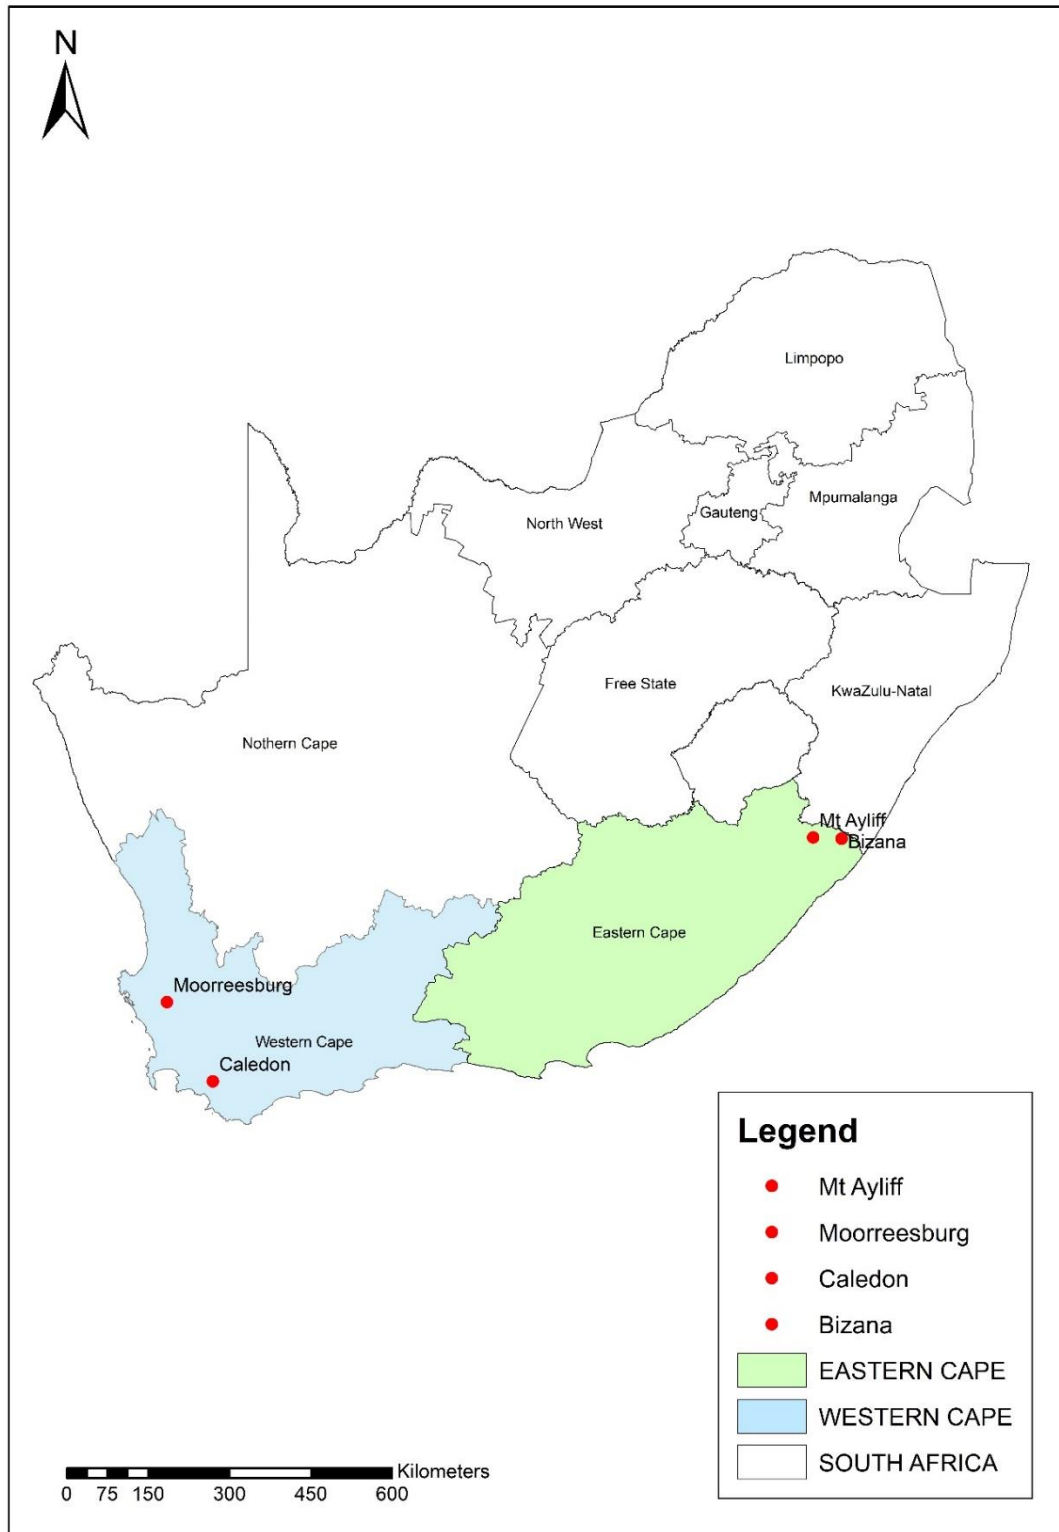 N
Limpopo
Mpumalanga
Gauteng
North West
Free State
KwaZulu-Natal
Nothern Cape
Mt Ayliff
Bizana
Eastern Cape
Moorreesburg
Western Cape
Caledon
Legend
Mt Ayliff
Moorreesburg
Caledon
Bizana
EASTERN CAPE
WESTERN CAPE
SOUTH AFRICA
Kilometers
0 75 150 300 450 600